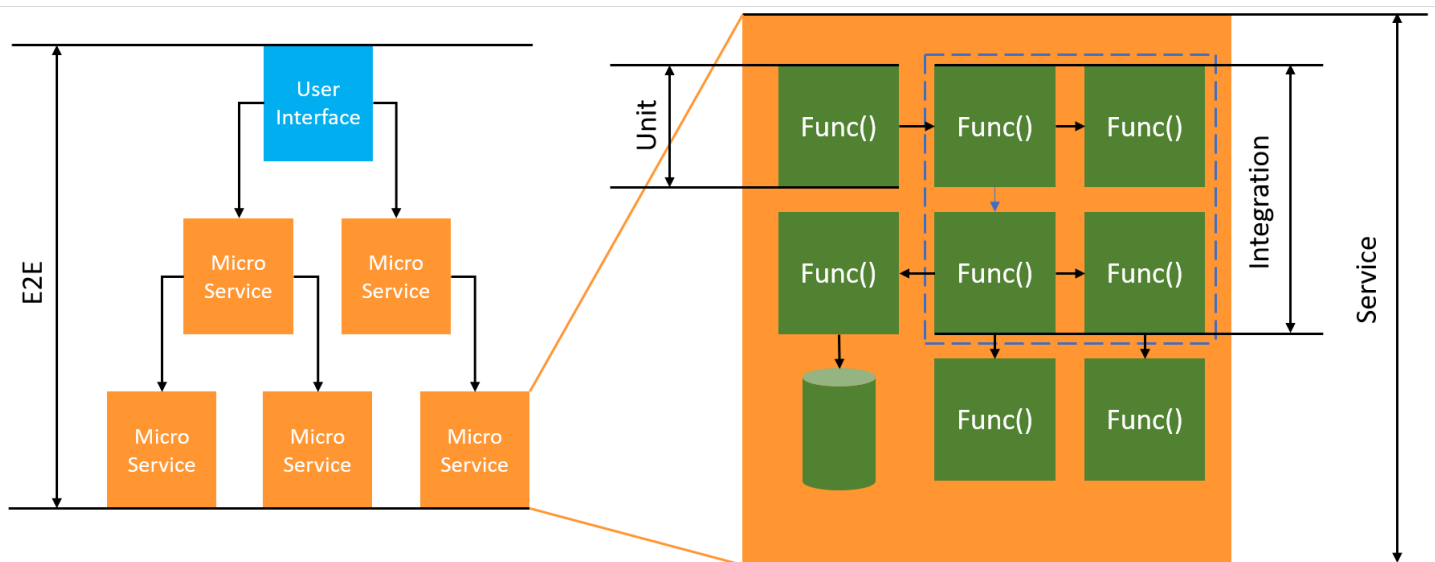 E2E
User
Interface
Micro
Service
Micro
Service
Micro
Service
Micro
Service
Micro
Service
Unit
Func()
Func()
Func()
Func()
Func()
Func()
Func()
Func()
Integration
Service